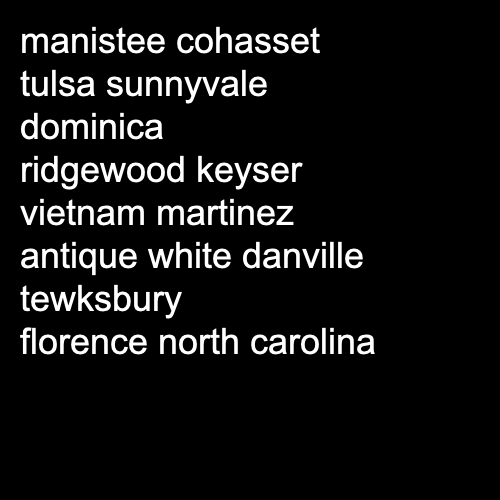 manistee cohasset
tulsa sunnyvale
dominica
ridgewood keyser
vietnam martinez
antique white danville
tewksbury
florence north carolina